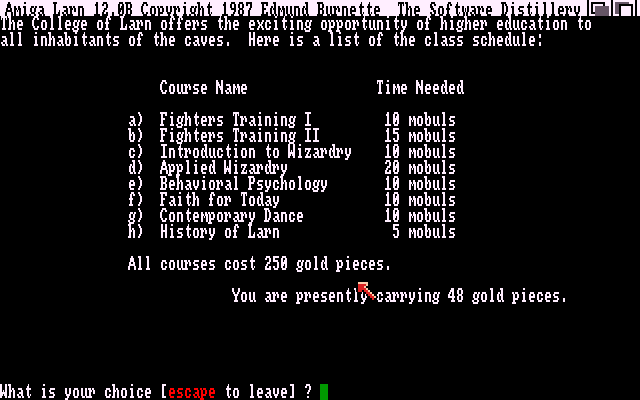 Amiga Larn 12.0B Copyright 1987 Edmund Burnette  The Software Distillery
The College of Larn offers the exciting opportunity of higher education to
all inhabitants of the caves.  Here is a list of the class schedule:
Course Name                Time Needed
a)  Fighters Training I         10 mobuls
b)  Fighters Training II        15 mobuls
c)  Introduction to Wizardry    10 mobuls
d)  Applied Wizardry            20 mobuls
e)  Behavioral Psychology       10 mobuls
f)  Faith for Today             10 mobuls
g)  Contemporary Dance          10 mobuls
h)  History of Larn              5 mobuls
All courses cost 250 gold pieces.
You are presently carrying 48 gold pieces.
What is your choice [escape to leave] ?